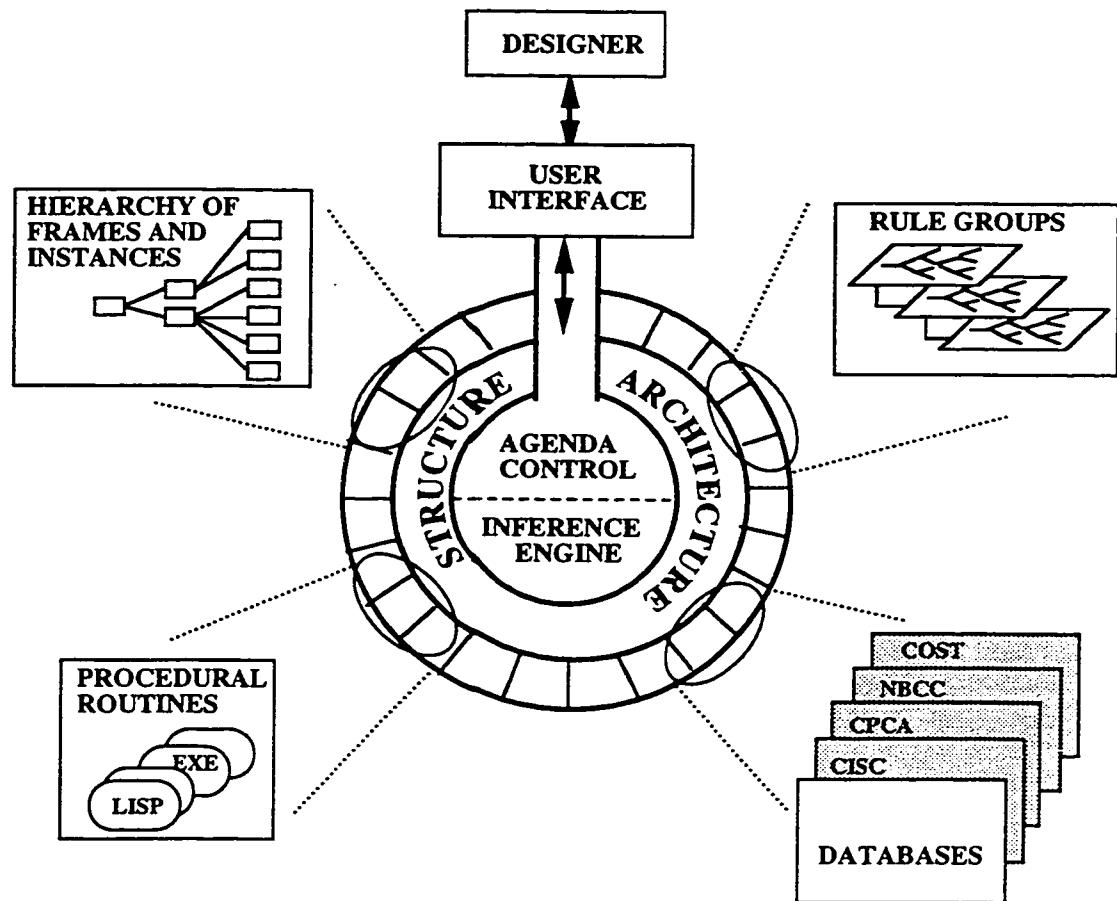 DESIGNER
USER
INTERFACE
HIERARCHY OF
FRAMES AND
INSTANCES
RULE GROUPS
STRUCTURE
ARCHITECTURE
AGENDA
CONTROL
INFERENCE
ENGINE
PROCEDURAL
ROUTINES
EXE
LISP
COST
NBCC
CPCA
CISC
DATABASES